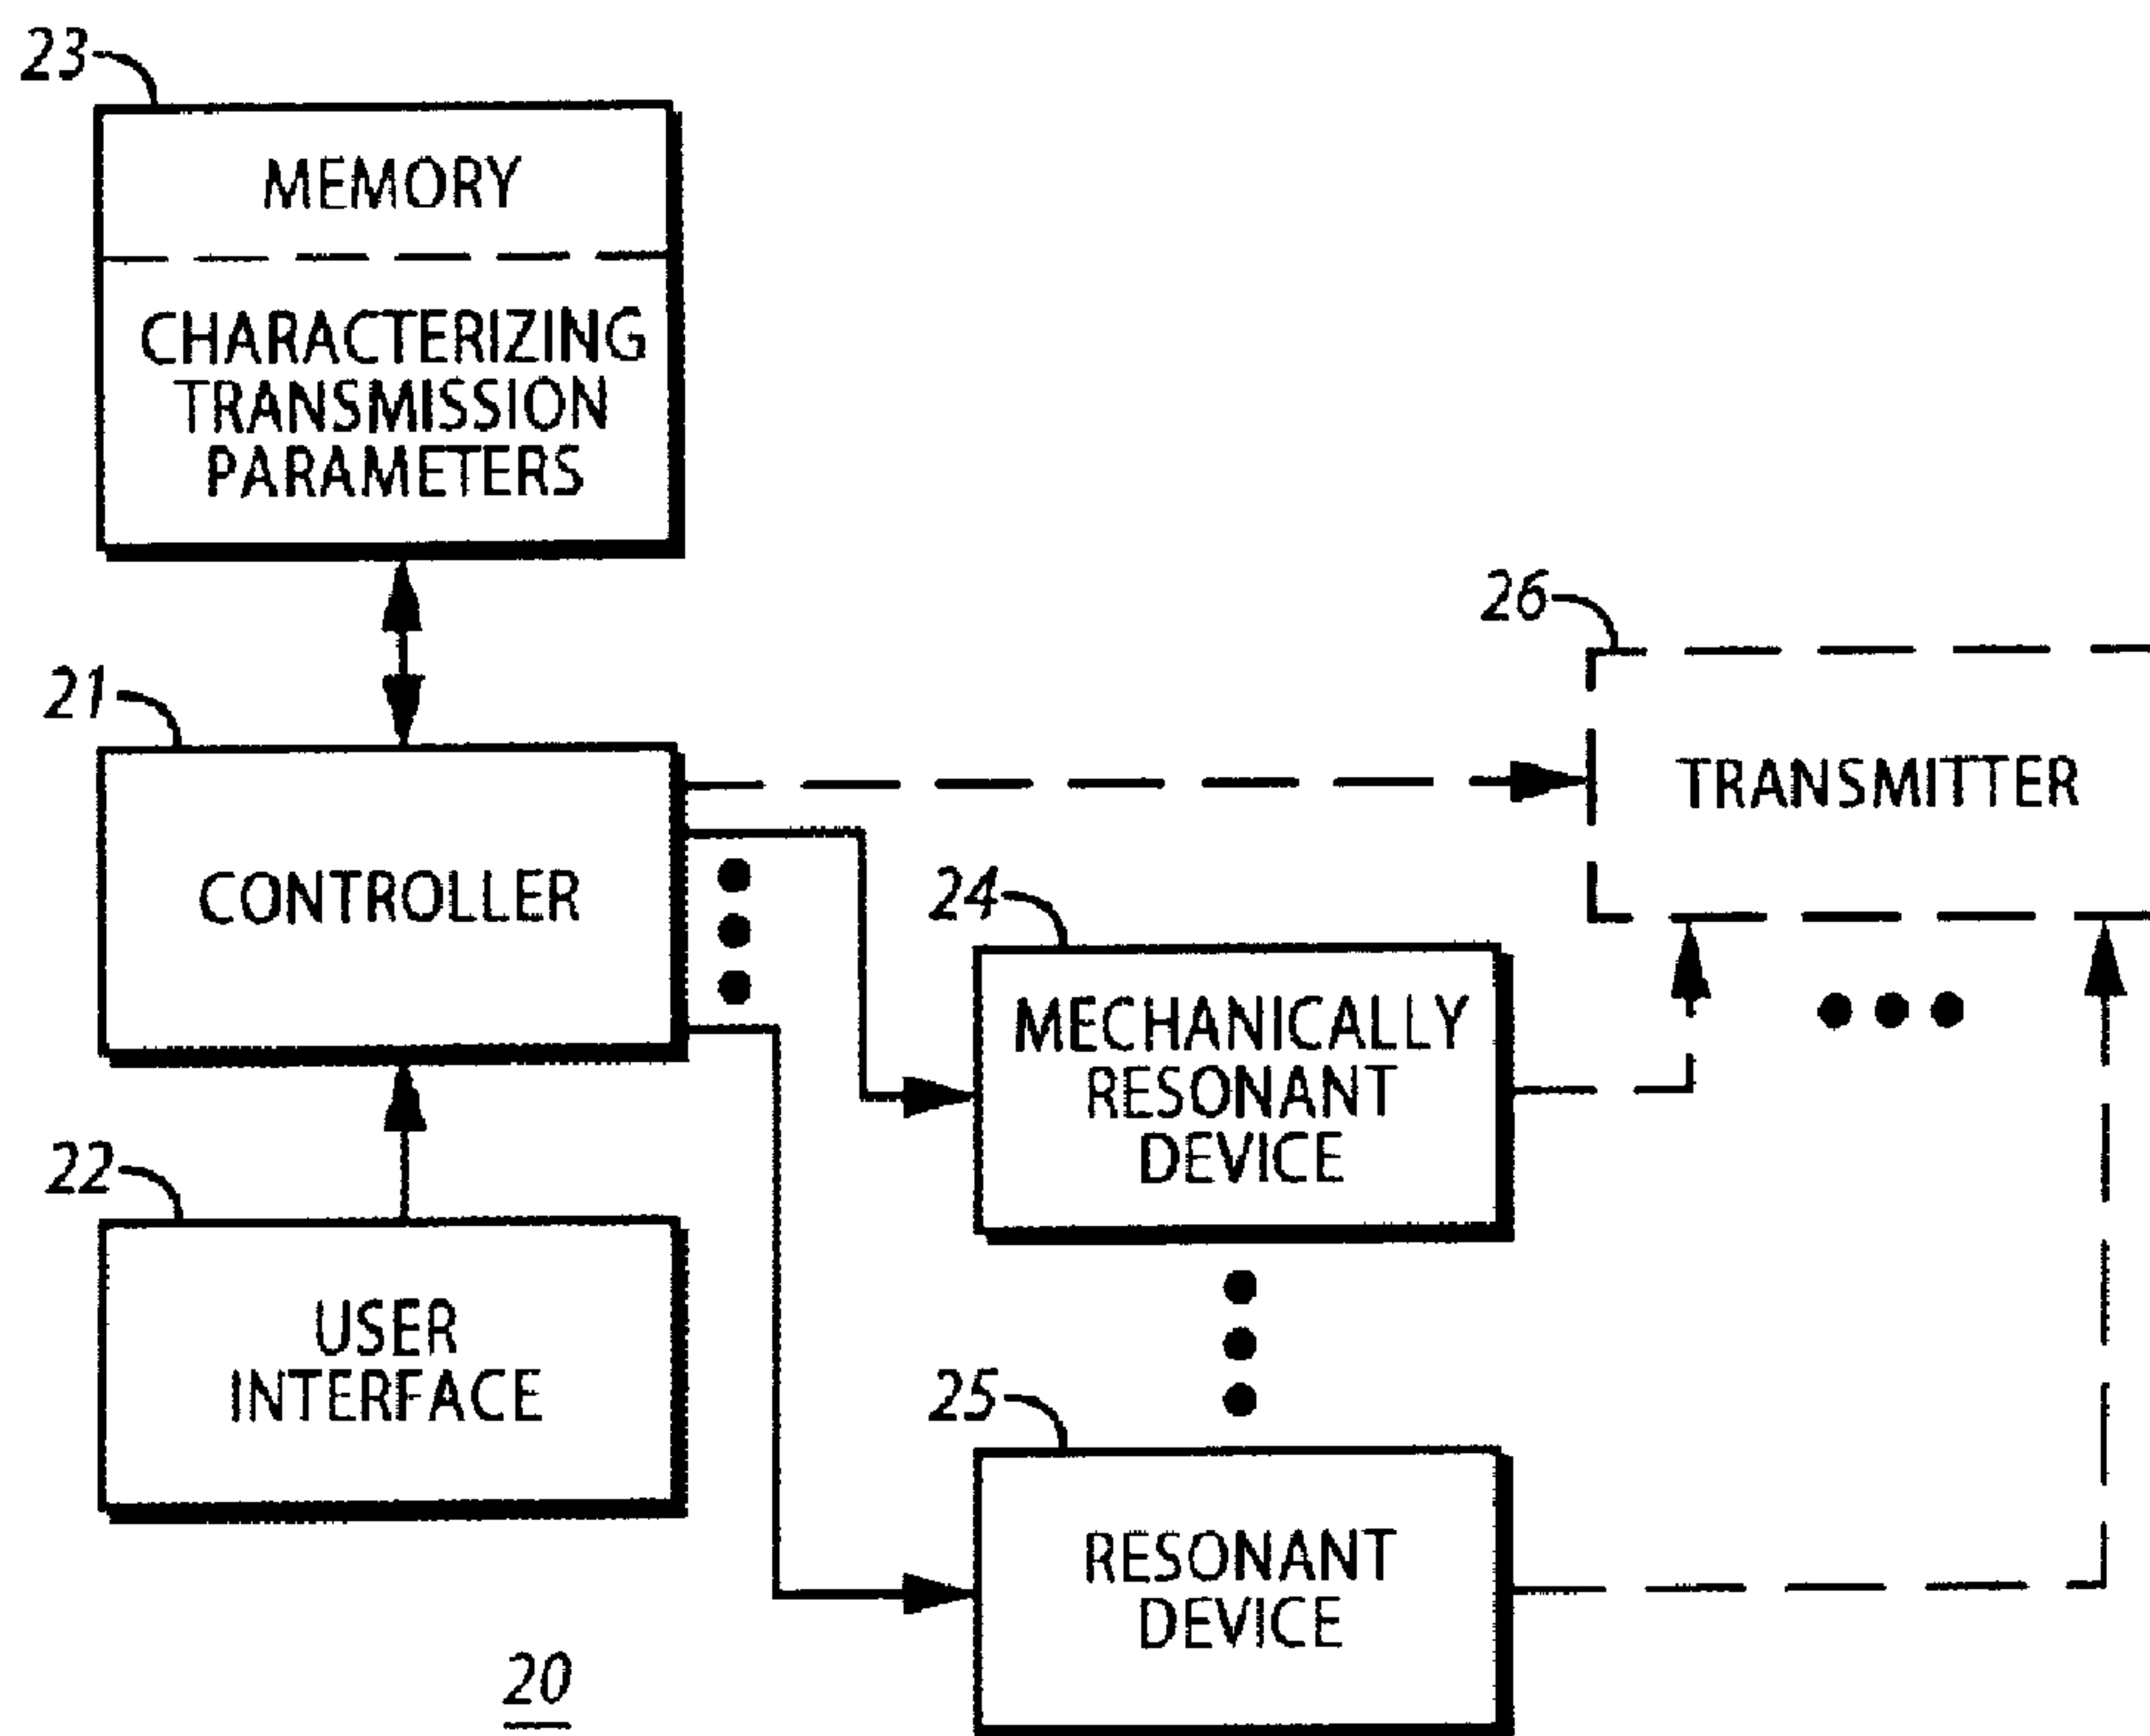 23
MEMORY
CHARACTERIZING
TRANSMISSION
PARAMETERS
26
TRANSMITTER
21
CONTROLLER
24
MECHANICALLY
RESONANT
DEVICE
22
USER
INTERFACE
25
RESONANT
DEVICE
20